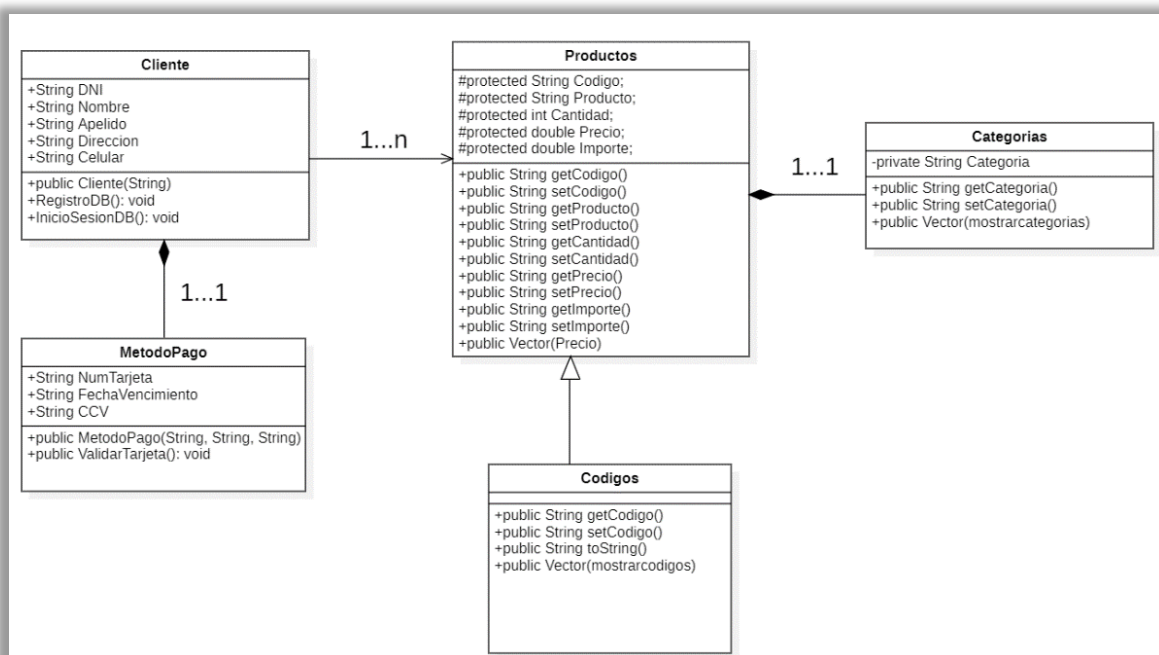 Cliente
+String DNI
+String Nombre
+String Apelido
+String Direccion
+String Celular
+public Cliente(String)
+RegistroDB(): void
+InicioSesionDB(): void
1...n
Productos
#protected String Codigo;
#protected String Producto;
#protected int Cantidad;
#protected double Precio;
#protected double Importe;
+public String getCodigo()
+public String setCodigo()
+public String getProducto()
+public String setProducto()
+public String getCantidad()
+public String setCantidad()
+public String getPrecio()
+public String setPrecio()
+public String getImporte()
+public String setImporte()
+public Vector(Precio)
1...1
Categorias
-private String Categoria
+public String getCategoria()
+public String setCategoria()
+public Vector(mostrarcategorias)
1...1
MetodoPago
+String NumTarjeta
+String FechaVencimiento
+String CCV
+public MetodoPago(String, String, String)
+public ValidarTarjeta(): void
Codigos
+public String getCodigo()
+public String setCodigo()
+public String toString()
+public Vector(mostrarcodigos)